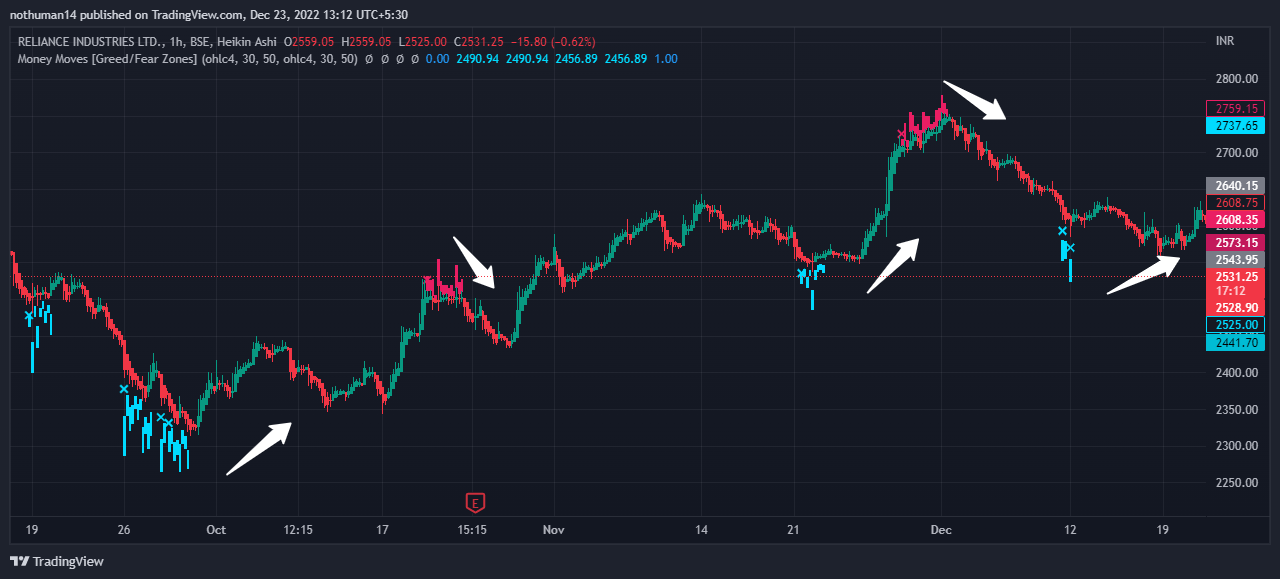 nothuman14 published on TradingView.com, Dec 23, 2022 13:12 UTC+5:30
RELIANCE INDUSTRIES LTD., 1h, BSE, Heikin Ashi O2559.05 H2559.05 L2525.00 C2531.25 −15.80 (−0.62%)
INR
Money Moves [Greed/Fear Zones] (ohlc4, 30, 50, ohlc4, 30, 50) Ø Ø Ø Ø 0.00 2490.94 2490.94 2456.89 2456.89 1.00
2800.00
2759.15
2737.65
2700.00
2640.15
2608.75
2608.35
2573.15
2543.95
2531.25
17:12
2528.90
2525.00
2441.70
2400.00
2350.00
2300.00
2250.00
E
19 26 Oct 12:15 17 15:15 Nov 14 21 Dec 12 19
TradingView